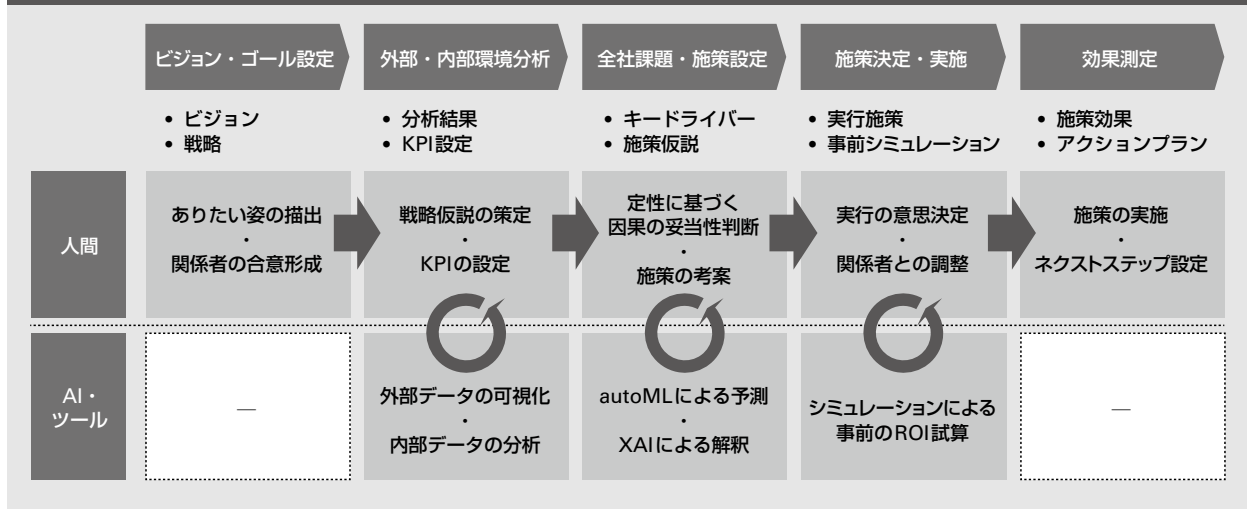 ビジョン・ゴール設定
外部・内部環境分析
全社課題・施策設定
施策決定・実施
効果測定
• ビジョン
• 戦略
• 分析結果
• KPI設定
• キードライバー
• 施策仮説
• 実行施策
• 事前シミュレーション
• 施策効果
• アクションプラン
人間
ありたい姿の描出
・
関係者の合意形成
戦略仮説の策定
・
KPIの設定
定性に基づく
因果の妥当性判断
・
施策の考案
実行の意思決定
・
関係者との調整
施策の実施
・
ネクストステップ設定
AI・
ツール
—
外部データの可視化
・
内部データの分析
autoMLによる予測
・
XAIによる解釈
シミュレーションによる
事前のROI試算
—